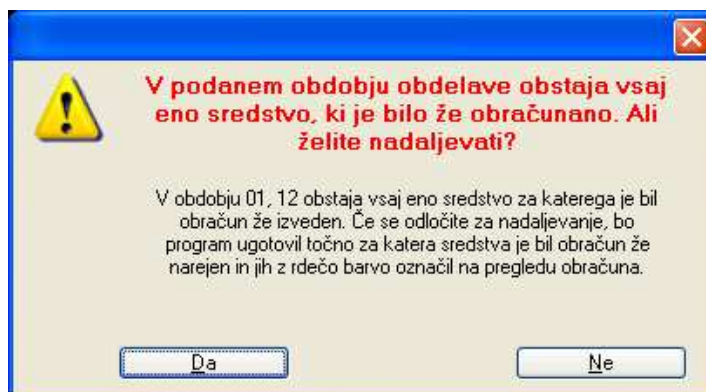 V podanem obdobju obdelave obstaja vsaj
eno sredstvo, ki je bilo že obračunano. Ali
želite nadaljevati?
V obdobju 01, 12 obstaja vsaj eno sredstvo za katerega je bil
obračun že izveden. Če se odločite za nadaljevanje, bo
program ugotovil točno za katera sredstva je bil obračun že
narejen in jih z rdečo barvo označil na pregledu obračuna.
Da
Ne